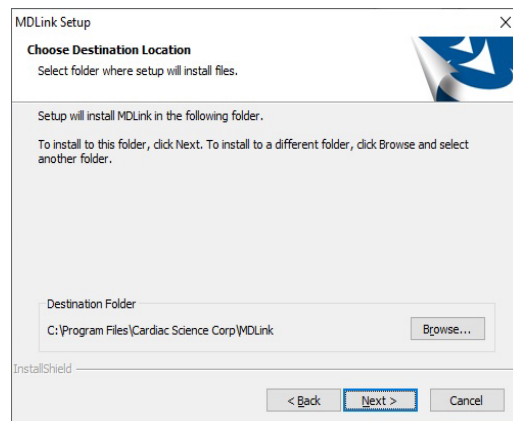 MDLink Setup
Choose Destination Location
Select folder where setup will install files.
Setup will install MDLink in the following folder.
To install to this folder, click Next. To install to a different folder, click Browse and select
another folder.
Destination Folder
C:\Program Files\Cardiac Science Corp\MDLink
Browse...
InstallShield
< Back
Next >
Cancel